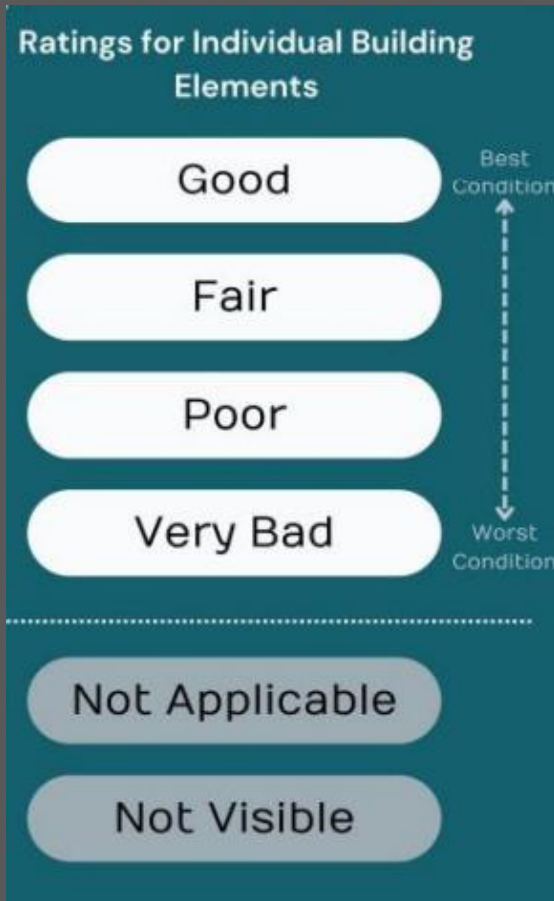 Ratings for Individual Building
Elements
Good
Best
Condition
Fair
Poor
Very Bad
Worst
Condition
Not Applicable
Not Visible